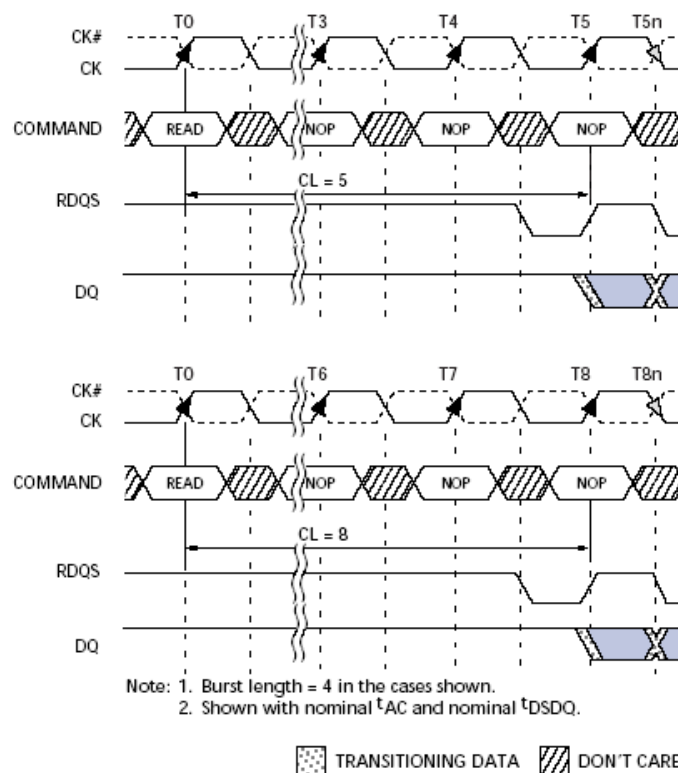 T0 T3 T4 T5 T5n
CK#
CK
COMMAND READ NOP NOP NOP
CL = 5
RDQS
DQ
T0 T6 T7 T8 T8n
CK#
CK
COMMAND READ NOP NOP NOP
CL = 8
RDQS
DQ
Note: 1. Burst length = 4 in the cases shown.
2. Shown with nominal tAC and nominal tDSDQ.
TRANSITIONING DATA DON'T CARE